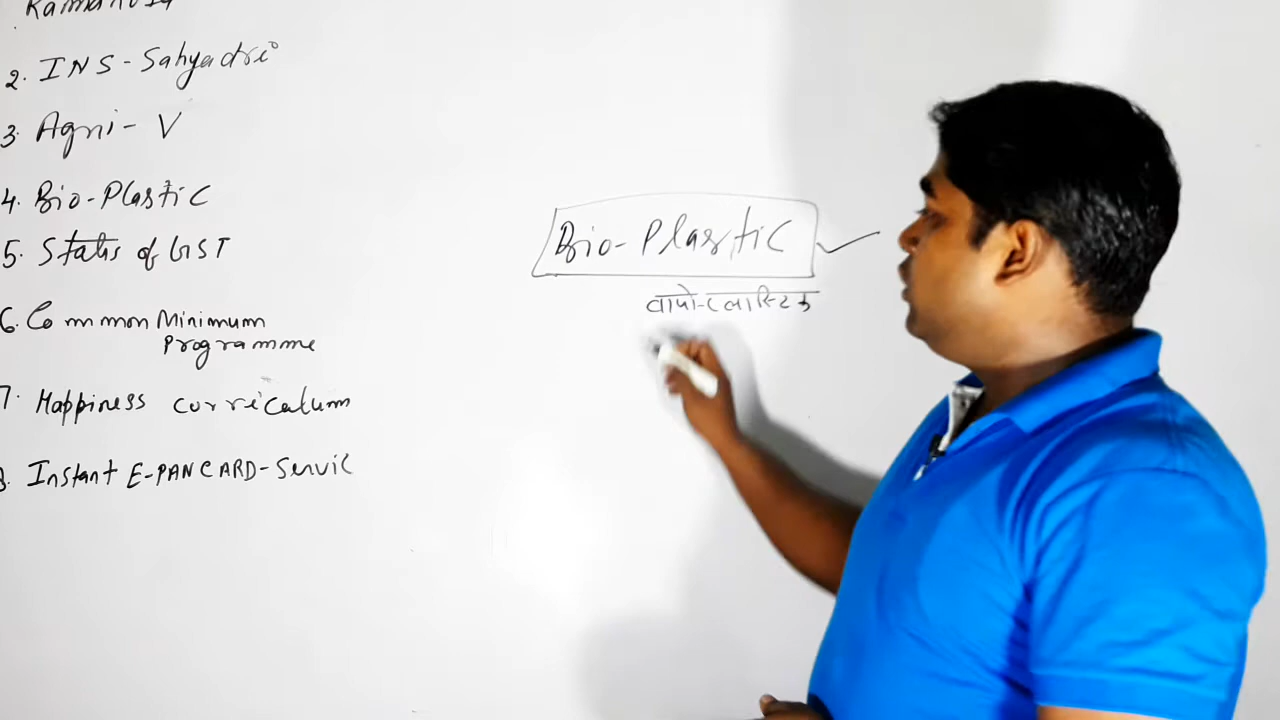 2. INS-Sahyadri
3. Agni-V
4. Bio-Plastic
5. Status of GST
6. Common Minimum
Programme
7. Happiness curriculum
8. Instant E-PANCARD-Servic
Bio-Plastic
बायो-प्लास्टिक